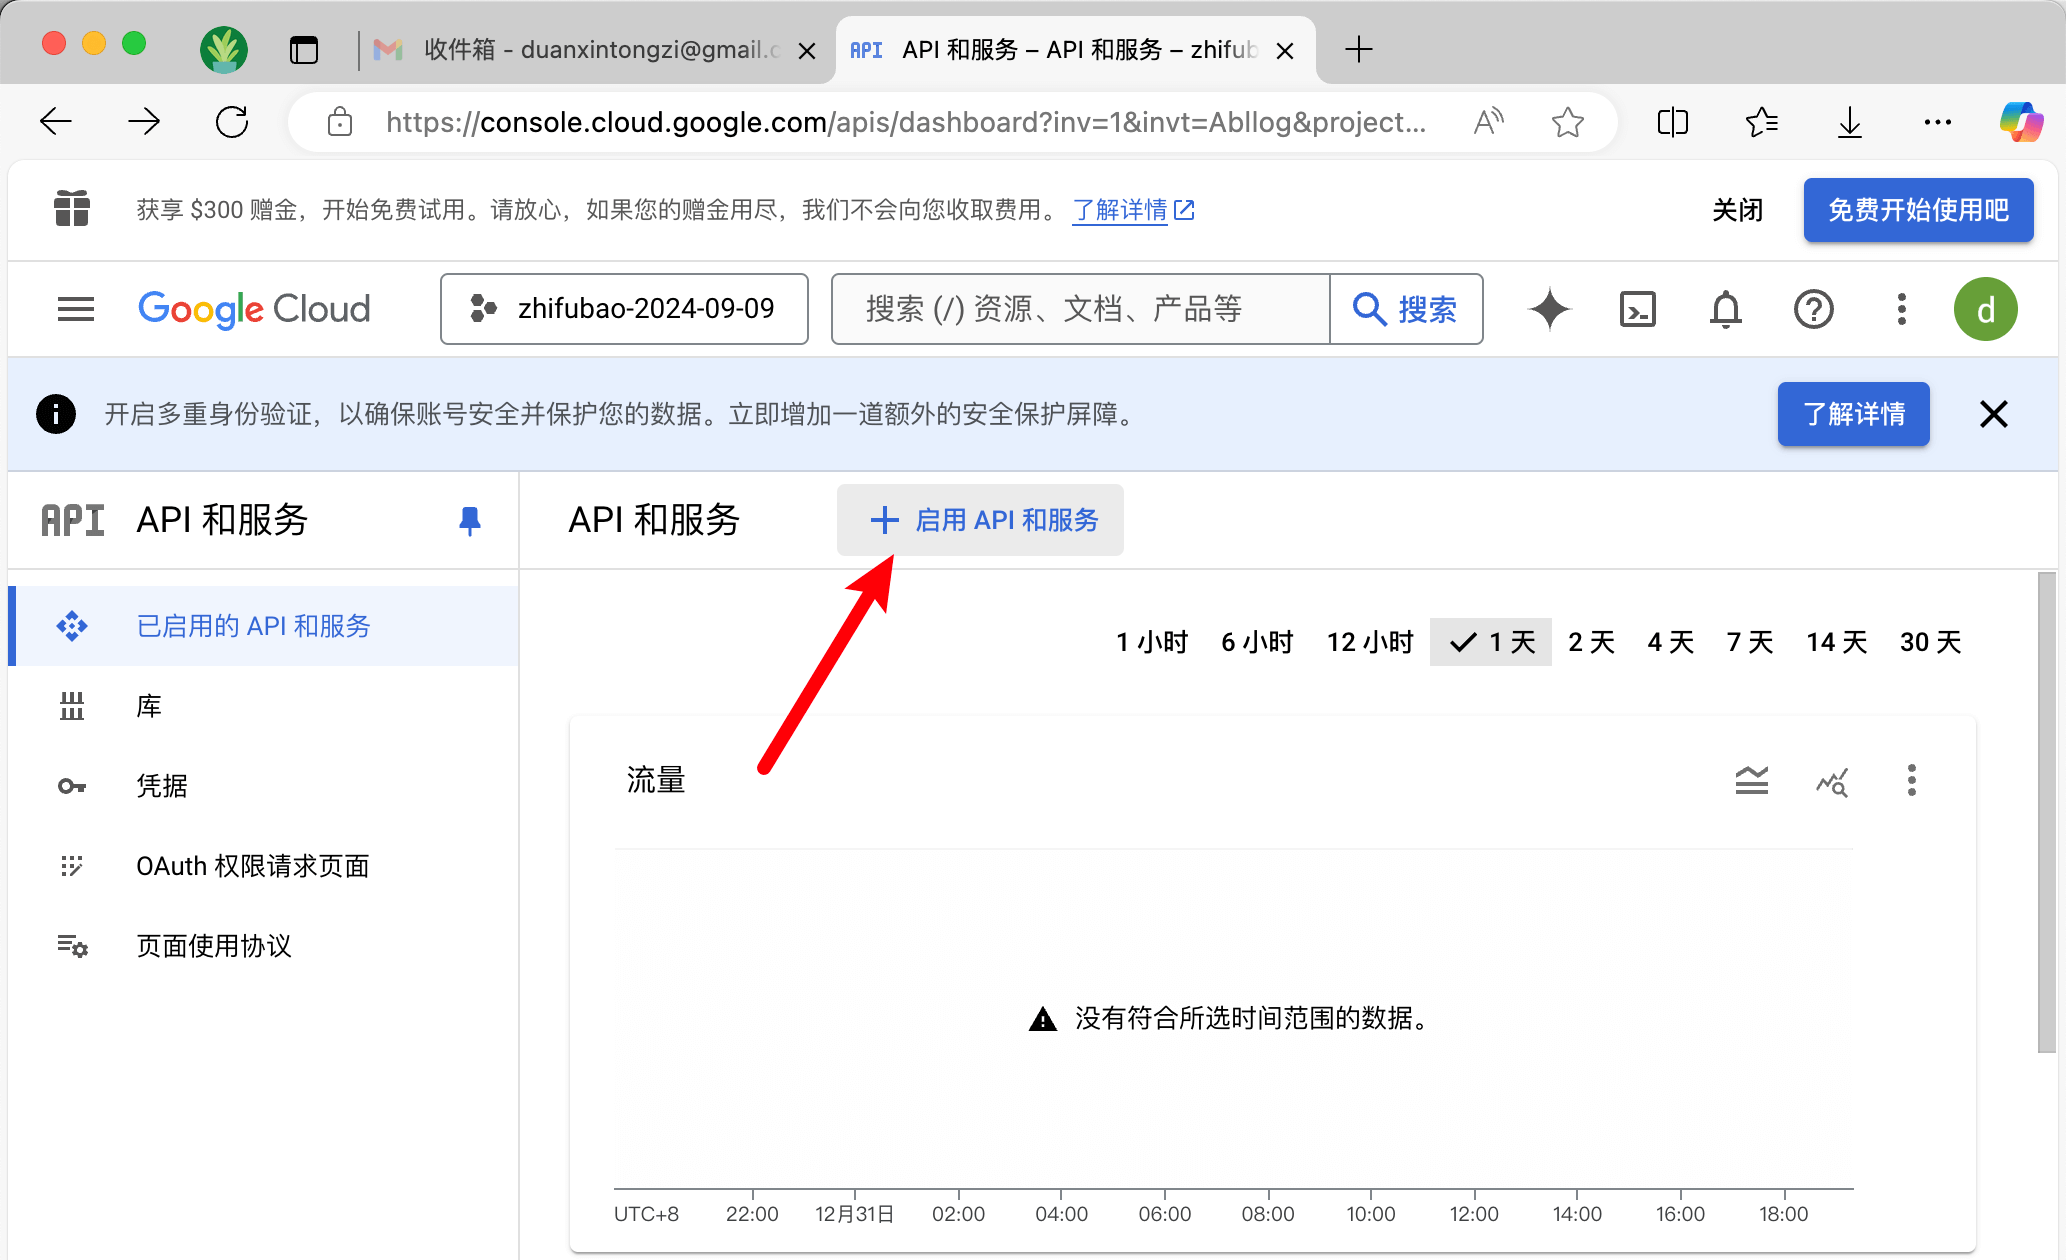 收件箱 - duanxintongzi@gmail.c
API API 和服务 – API 和服务 – zhifub
https://console.cloud.google.com/apis/dashboard?inv=1&invt=Abllog&project...
获享 $300 赠金，开始免费试用。请放心，如果您的赠金用尽，我们不会向您收取费用。 了解详情
关闭
免费开始使用吧
Google Cloud
zhifubao-2024-09-09
搜索 (/) 资源、文档、产品等
搜索
d
开启多重身份验证，以确保账号安全并保护您的数据。立即增加一道额外的安全保护屏障。
了解详情
API API 和服务
API 和服务
启用 API 和服务
已启用的 API 和服务
库
凭据
OAuth 权限请求页面
页面使用协议
1 小时 6 小时 12 小时 1 天 2 天 4 天 7 天 14 天 30 天
流量
没有符合所选时间范围的数据。
UTC+8 22:00 12月31日 02:00 04:00 06:00 08:00 10:00 12:00 14:00 16:00 18:00